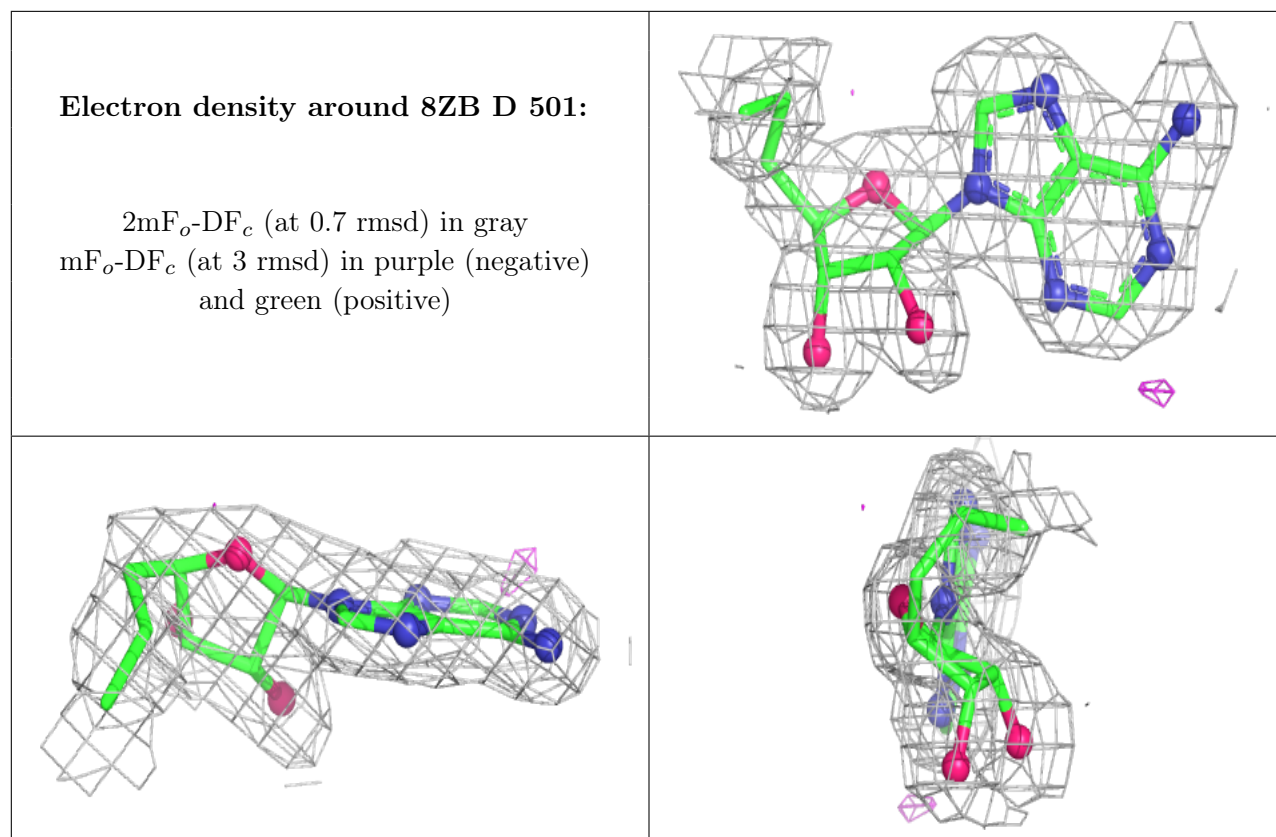 Electron density around 8ZB D 501:
2mFo-DFc (at 0.7 rmsd) in gray
mFo-DFc (at 3 rmsd) in purple (negative)
and green (positive)